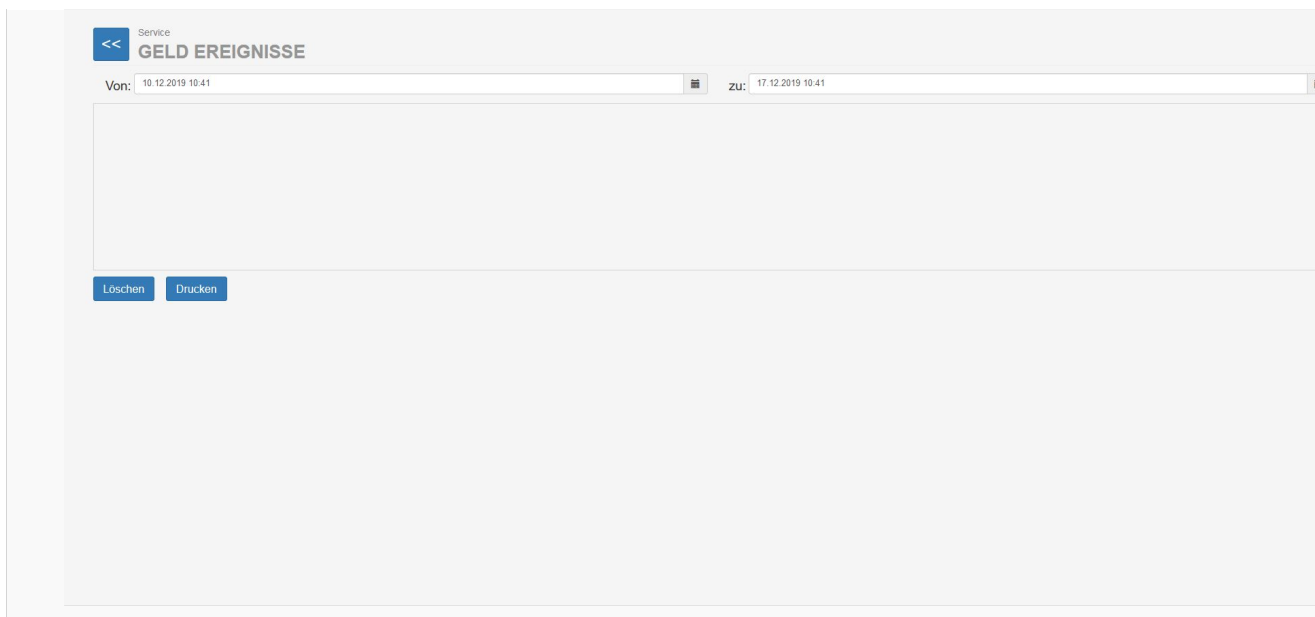 <<
Service
GELD EREIGNISSE
Von: 10.12.2019 10:41 zu: 17.12.2019 10:41
Löschen Drucken